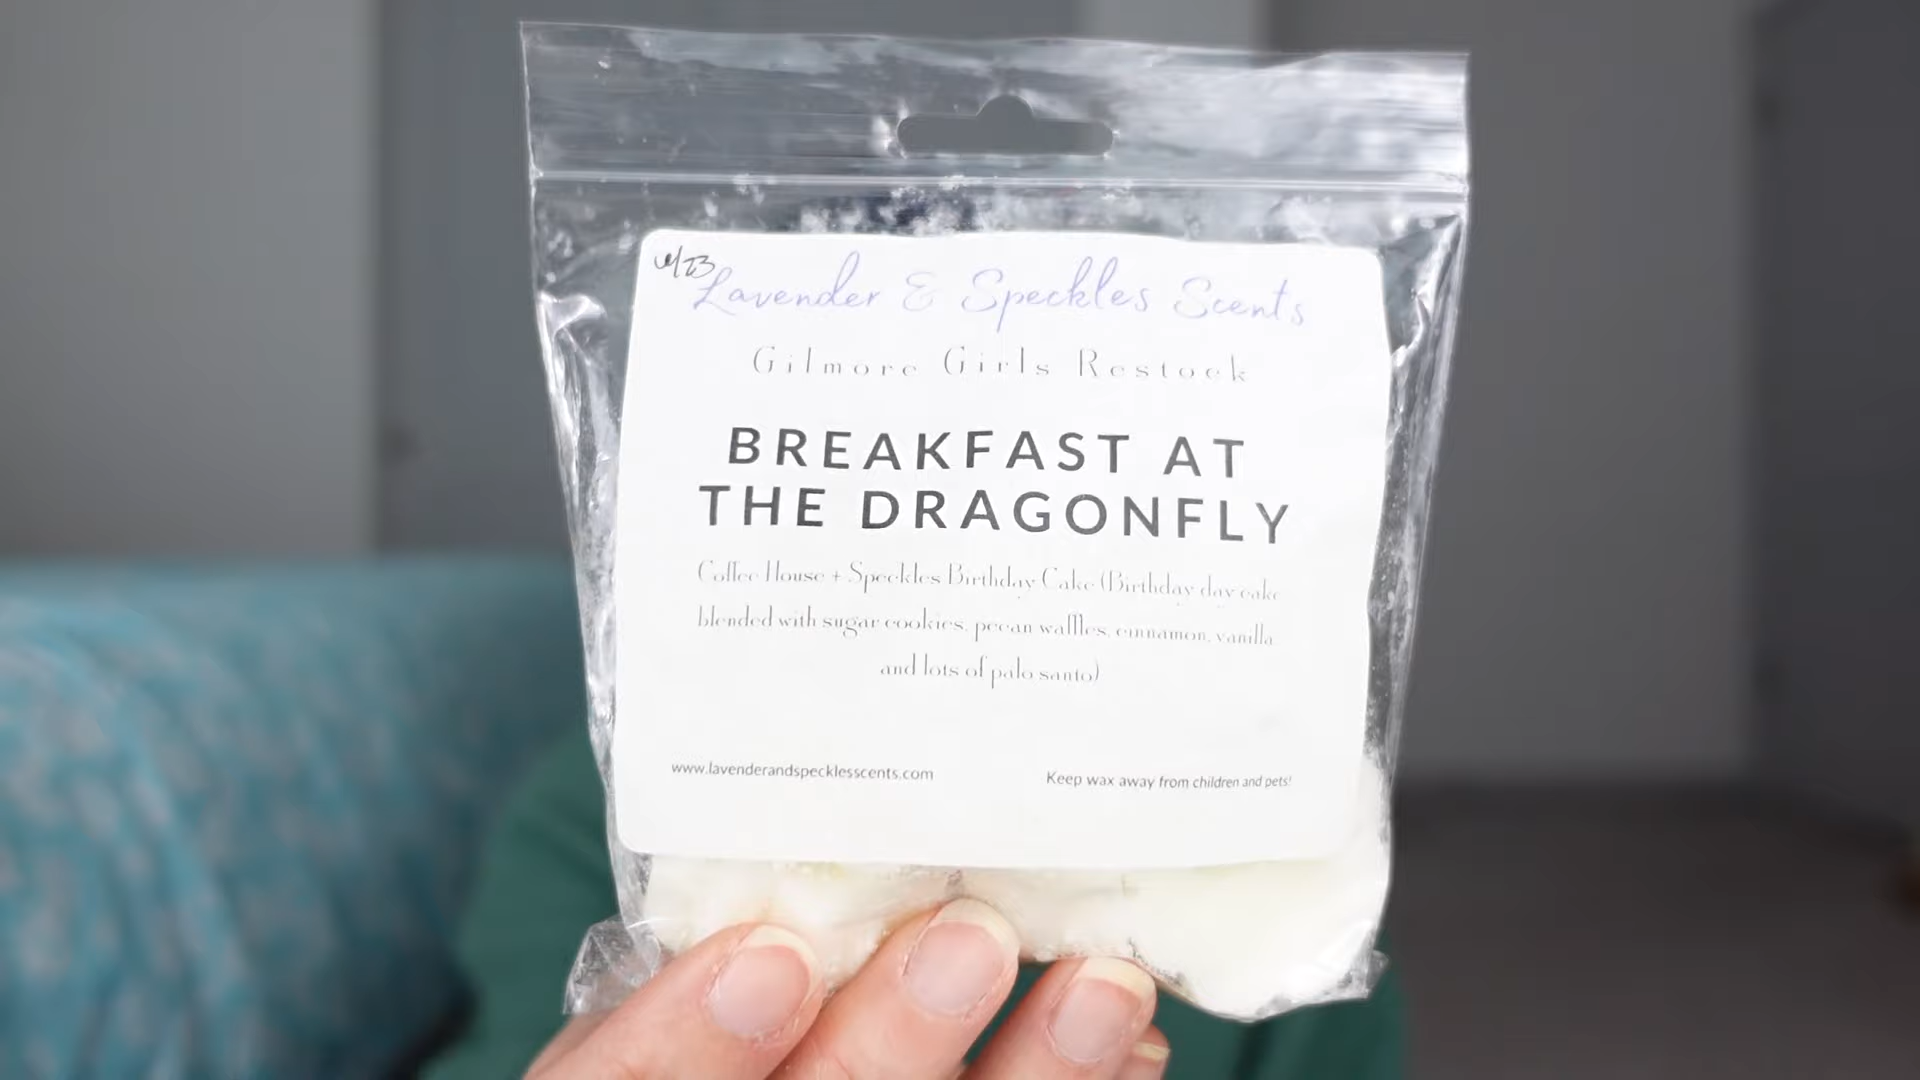 6/23
Lavender & Speckles Scents
Gilmore Girls Restock
BREAKFAST AT
THE DRAGONFLY
Coffee House + Speckles Birthday Cake (Birthday day cake
blended with sugar cookies, pecan waffles, cinnamon, vanilla
and lots of palo santo)
www.lavenderandspecklesscents.com
Keep wax away from children and pets!